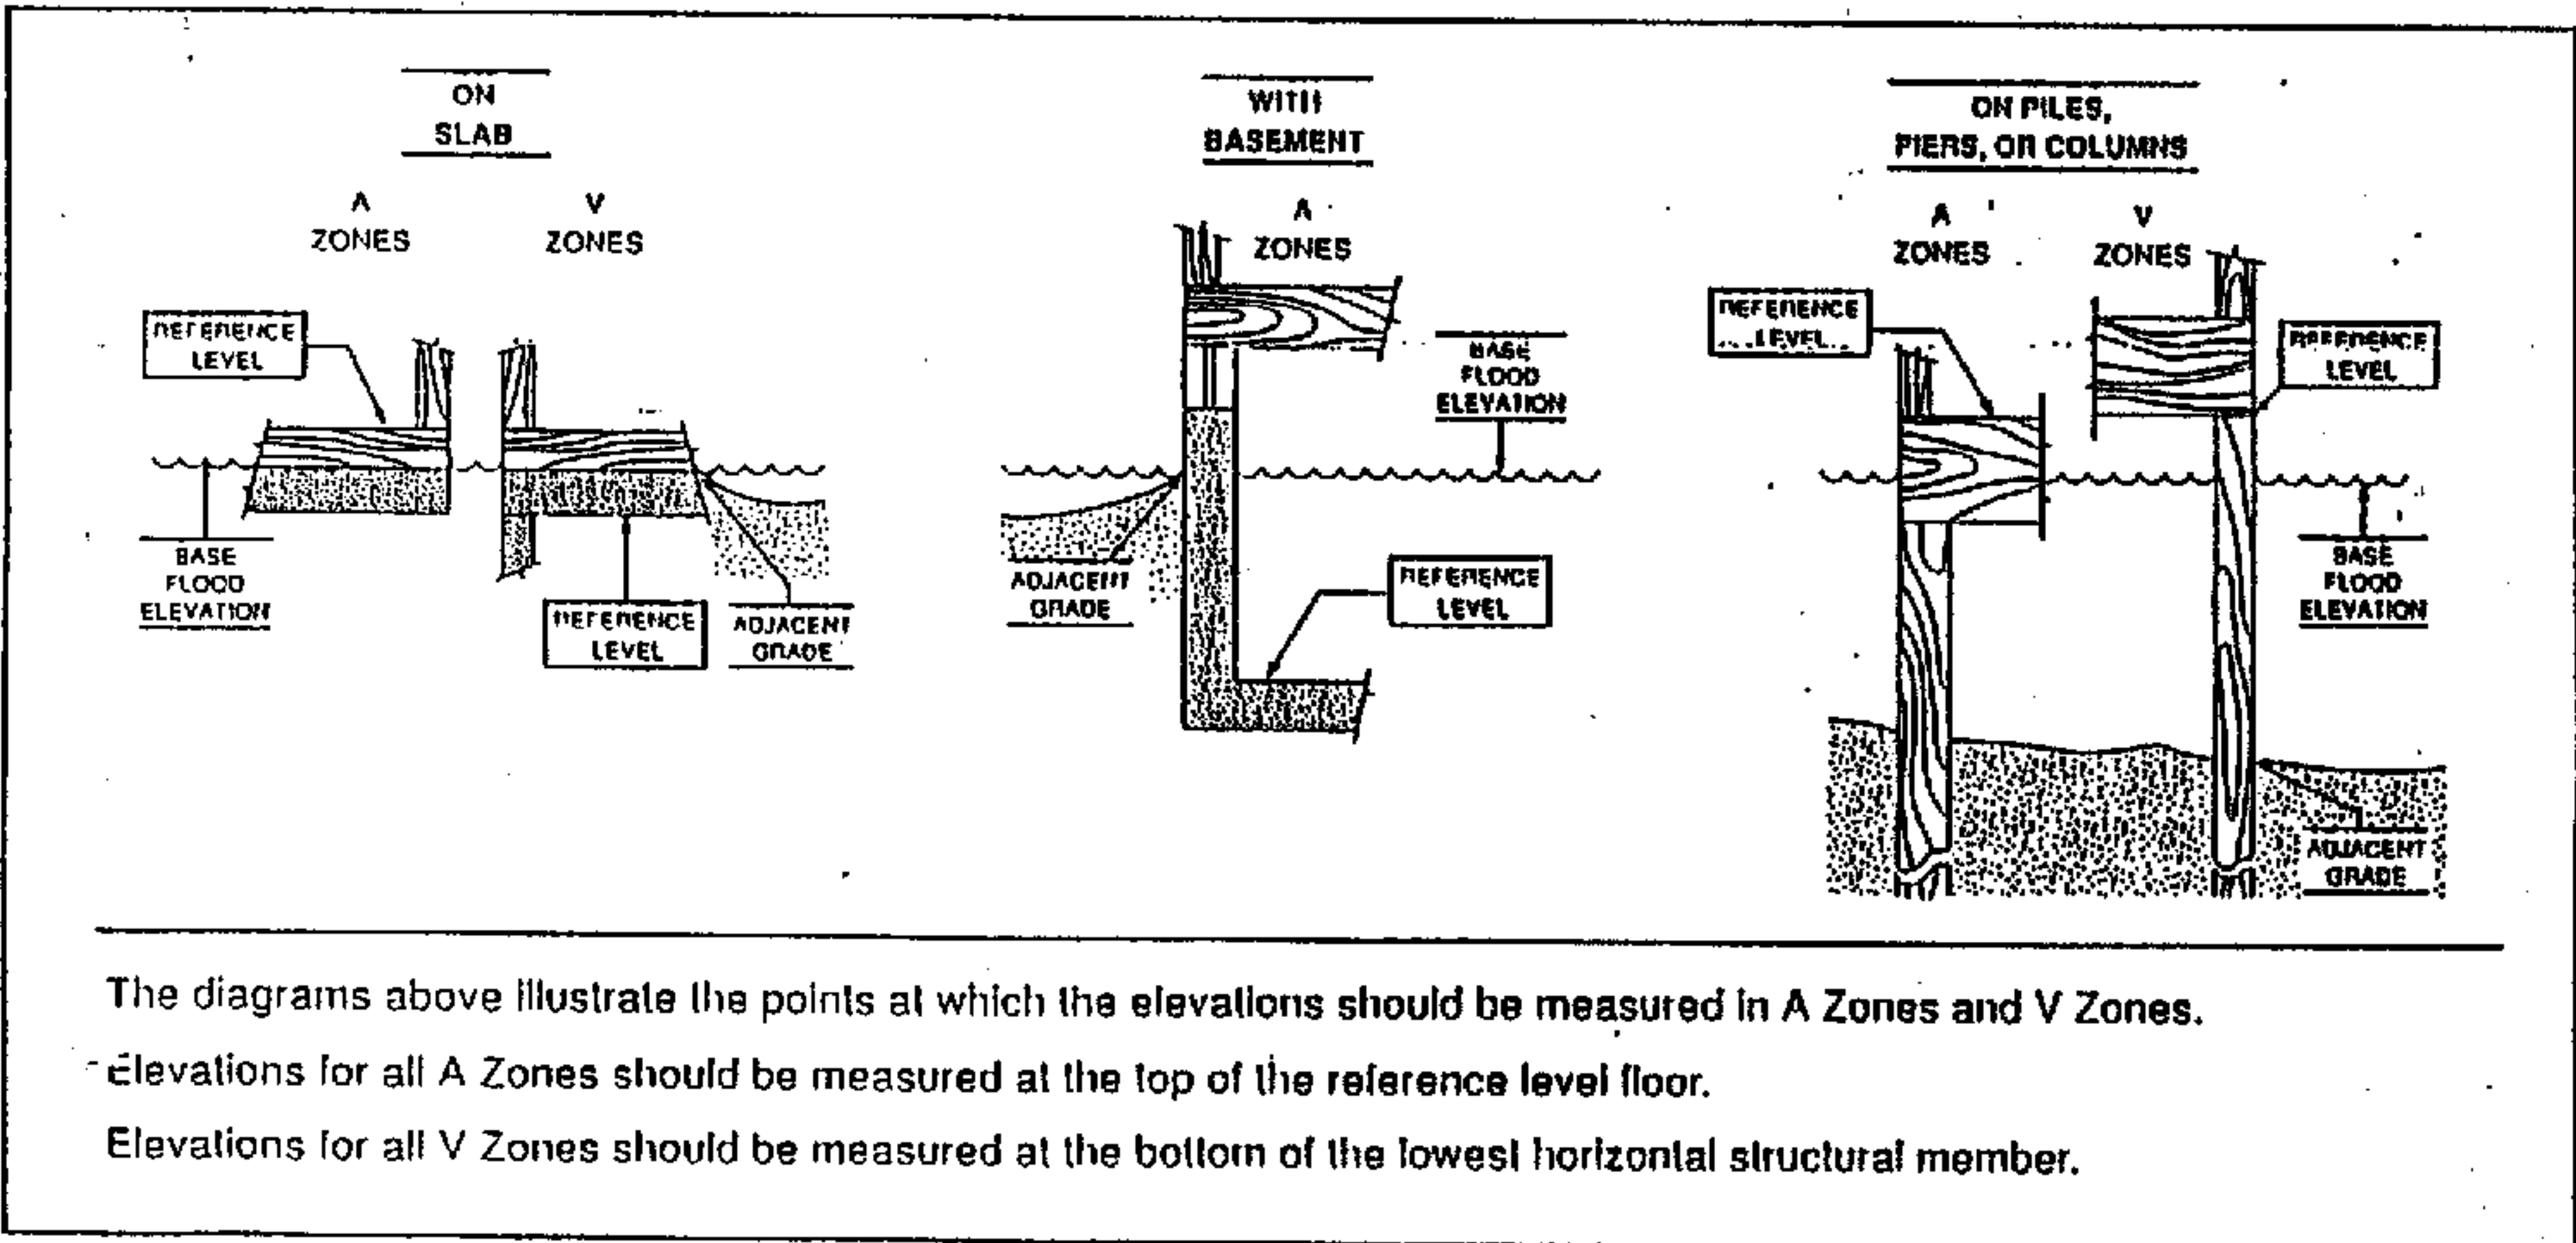 ON
SLAB
A
ZONES
V
ZONES
REFERENCE
LEVEL
BASE
FLOOD
ELEVATION
REFERENCE
LEVEL
ADJACENT
GRADE
WITH
BASEMENT
A
ZONES
BASE
FLOOD
ELEVATION
ADJACENT
GRADE
REFERENCE
LEVEL
ON PILES,
PIERS, OR COLUMNS
A
ZONES
V
ZONES
REFERENCE
LEVEL
REFERENCE
LEVEL
BASE
FLOOD
ELEVATION
ADJACENT
GRADE
The diagrams above illustrate the points at which the elevations should be measured in A Zones and V Zones.
Elevations for all A Zones should be measured at the top of the reference level floor.
Elevations for all V Zones should be measured at the bottom of the lowest horizontal structural member.